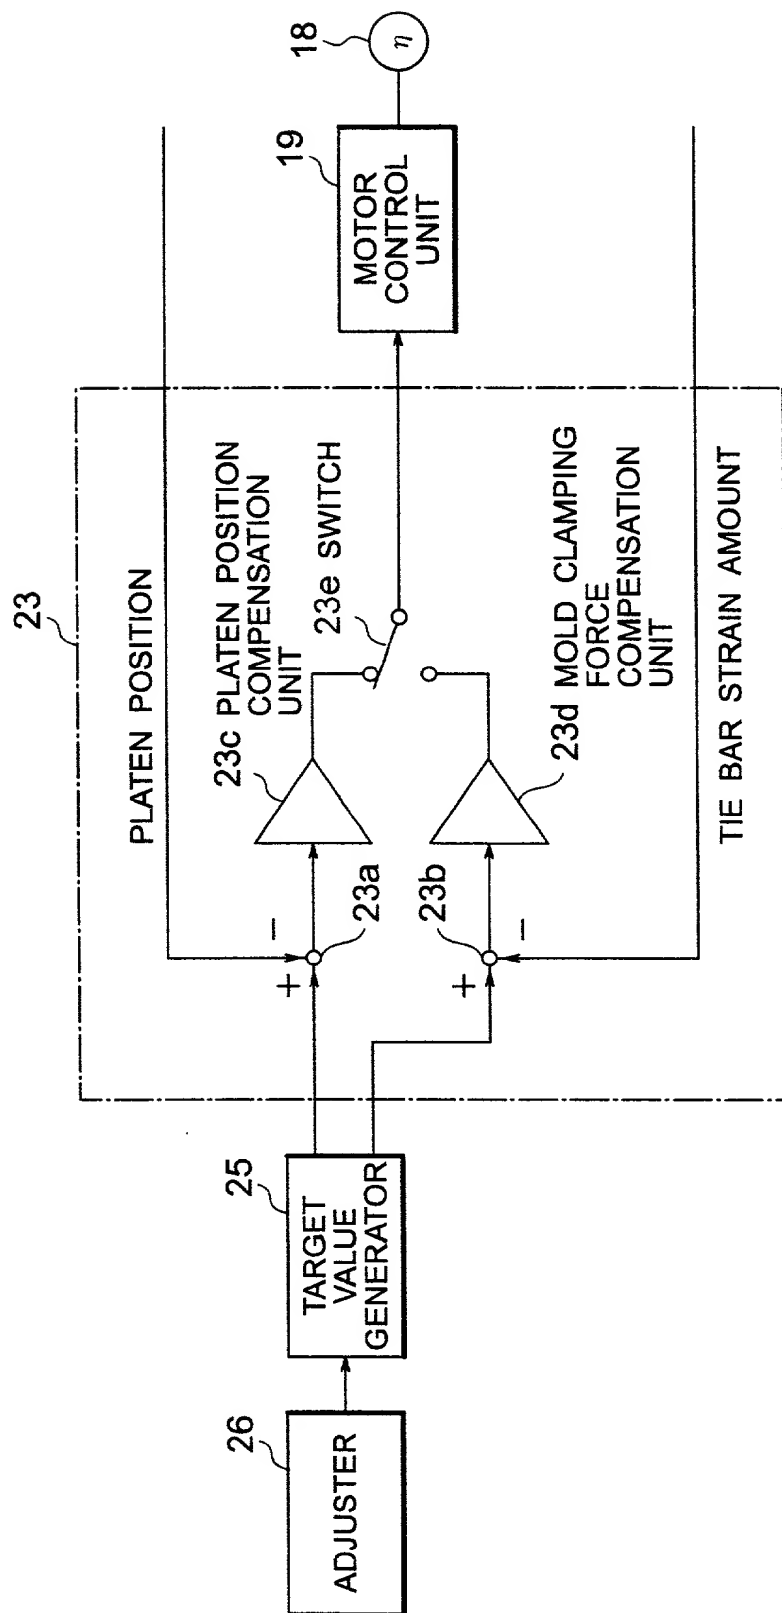 23
PLATEN POSITION
18
19
MOTOR
CONTROL
UNIT
23c PLATEN POSITION
COMPENSATION
UNIT
23e SWITCH
+
−
23a
26
ADJUSTER
25
TARGET
VALUE
GENERATOR
23b
+
−
23d MOLD CLAMPING
FORCE
COMPENSATION
UNIT
TIE BAR STRAIN AMOUNT